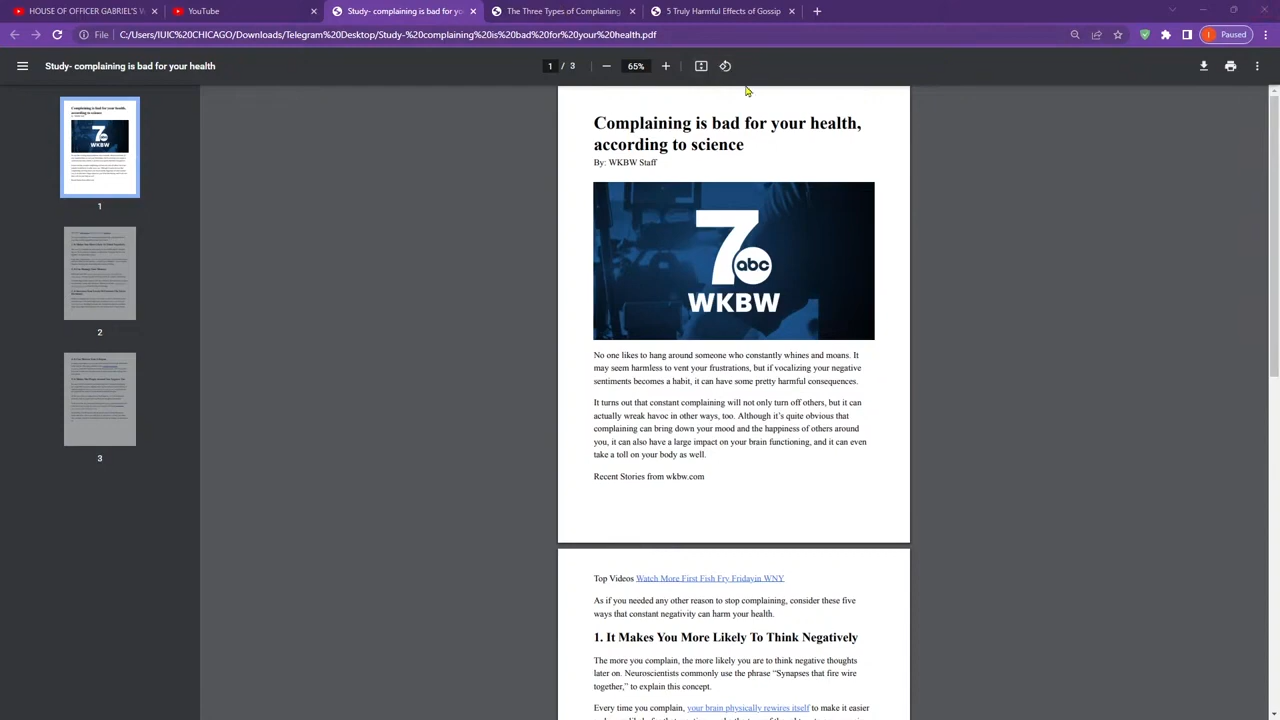 HOUSE OF OFFICER GABRIEL'S V
YouTube
Study- complaining is bad for yo
The Three Types of Complaining
5 Truly Harmful Effects of Gossip
File C:/Users/IUIC%20CHICAGO/Downloads/Telegram%20Desktop/Study-%20complaining%20is%20bad%20for%20your%20health.pdf
Paused
Study- complaining is bad for your health
1 / 3
65%
1
2
3
Complaining is bad for your health,
according to science
By: WKBW Staff
7
abc
WKBW
No one likes to hang around someone who constantly whines and moans. It
may seem harmless to vent your frustrations, but if vocalizing your negative
sentiments becomes a habit, it can have some pretty harmful consequences.
It turns out that constant complaining will not only turn off others, but it can
actually wreak havoc in other ways, too. Although it's quite obvious that
complaining can bring down your mood and the happiness of others around
you, it can also have a large impact on your brain functioning, and it can even
take a toll on your body as well.
Recent Stories from wkbw.com
Top Videos Watch More First Fish Fry Fridayin WNY
As if you needed any other reason to stop complaining, consider these five
ways that constant negativity can harm your health.
1. It Makes You More Likely To Think Negatively
The more you complain, the more likely you are to think negative thoughts
later on. Neuroscientists commonly use the phrase “Synapses that fire wire
together,” to explain this concept.
Every time you complain, your brain physically rewires itself to make it easier